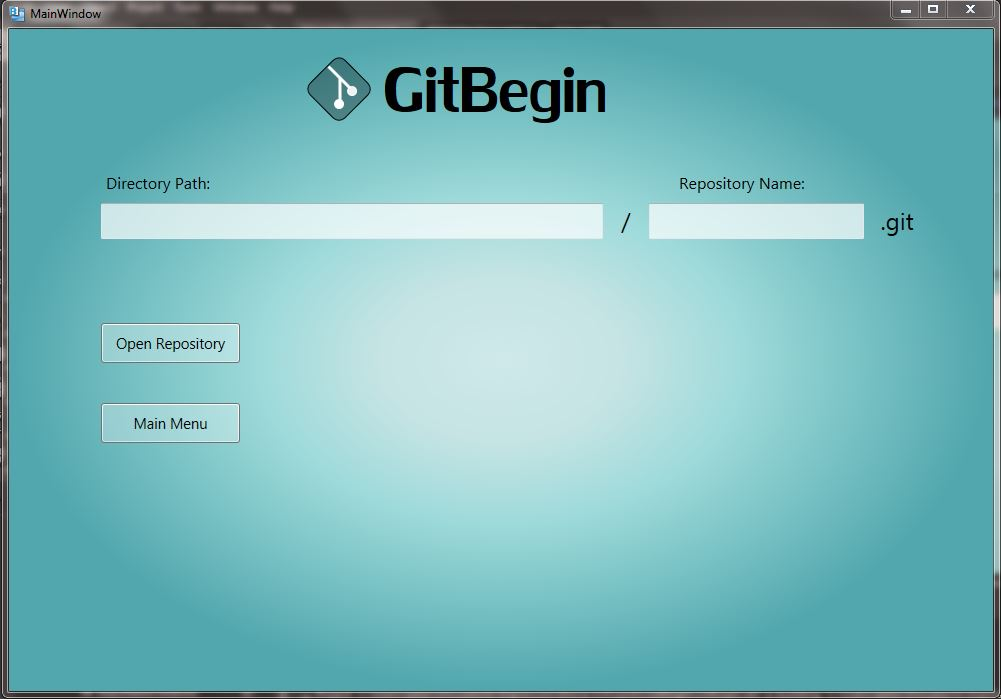 MainWindow
GitBegin
Directory Path: Repository Name:
/ .git
Open Repository
Main Menu